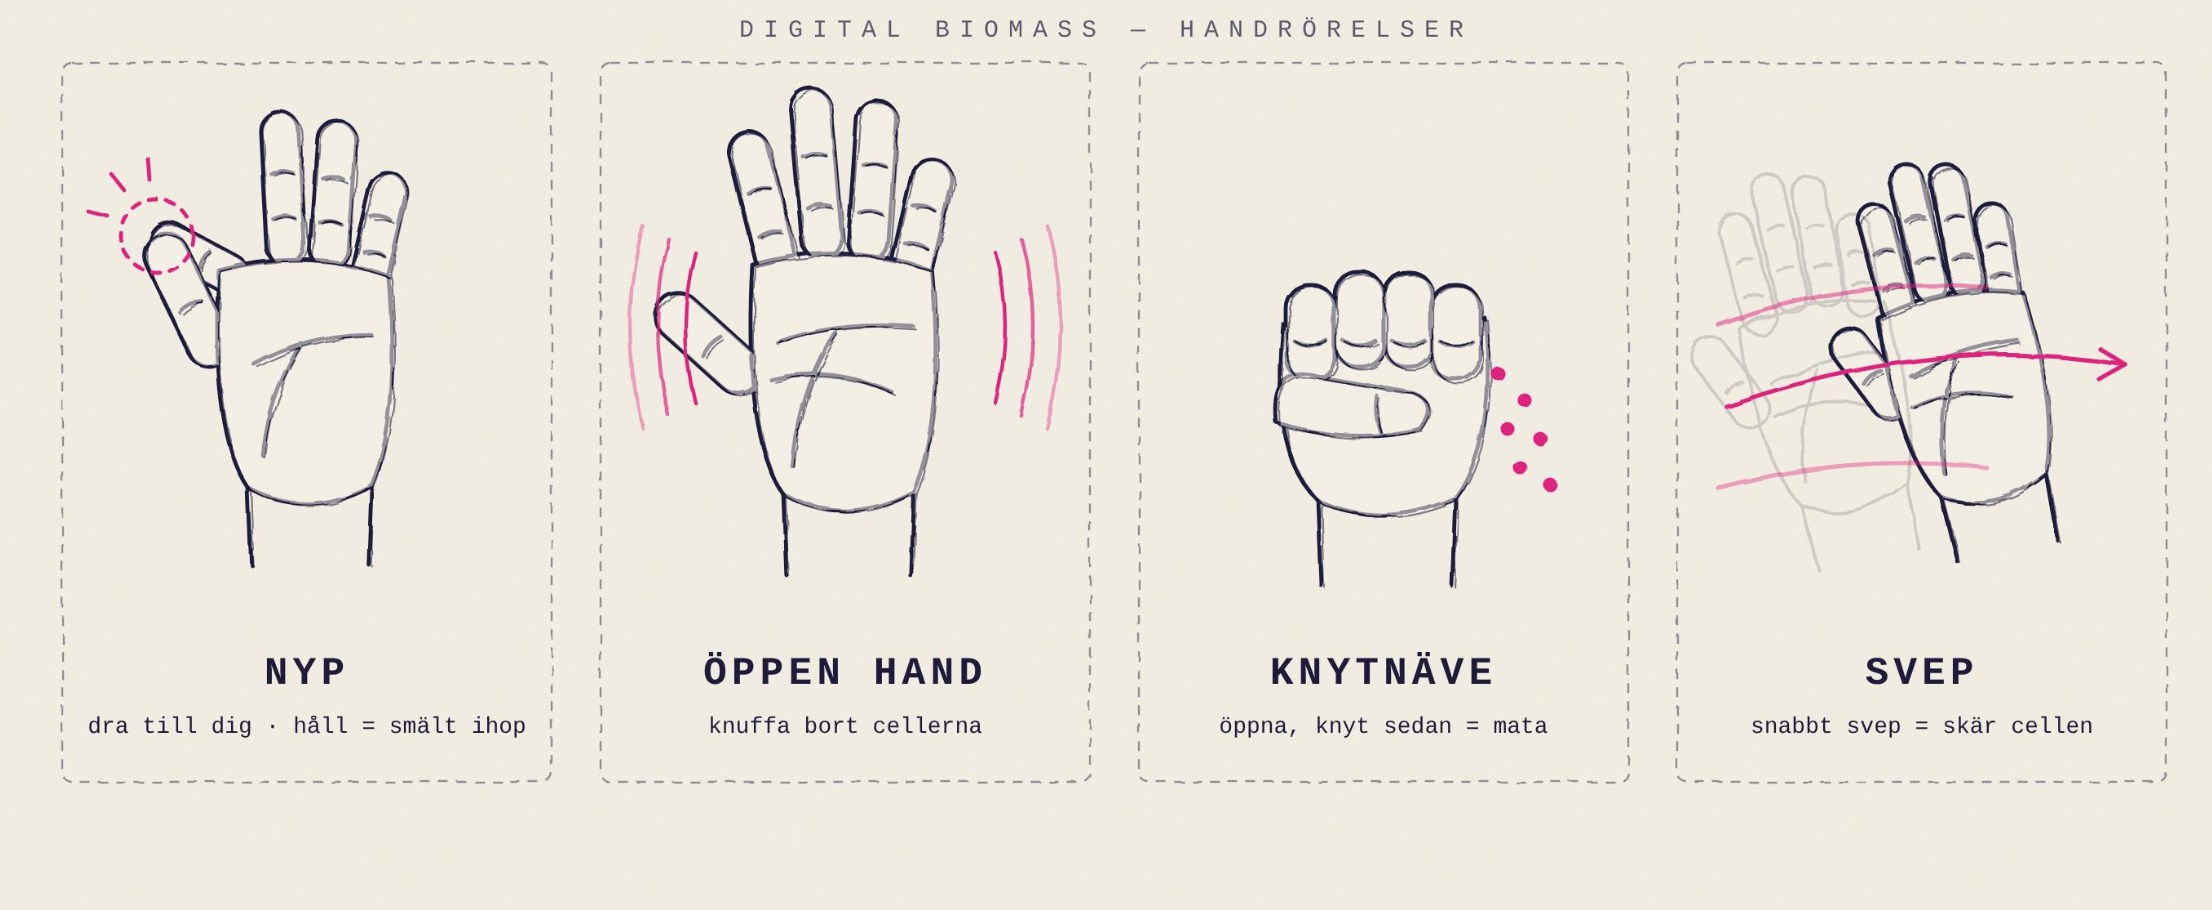 DIGITAL BIOMASS — HANDRÖRELSER
NYP
dra till dig · håll = smält ihop
ÖPPEN HAND
knuffa bort cellerna
KNYTNÄVE
öppna, knyt sedan = mata
SVEP
snabbt svep = skär cellen